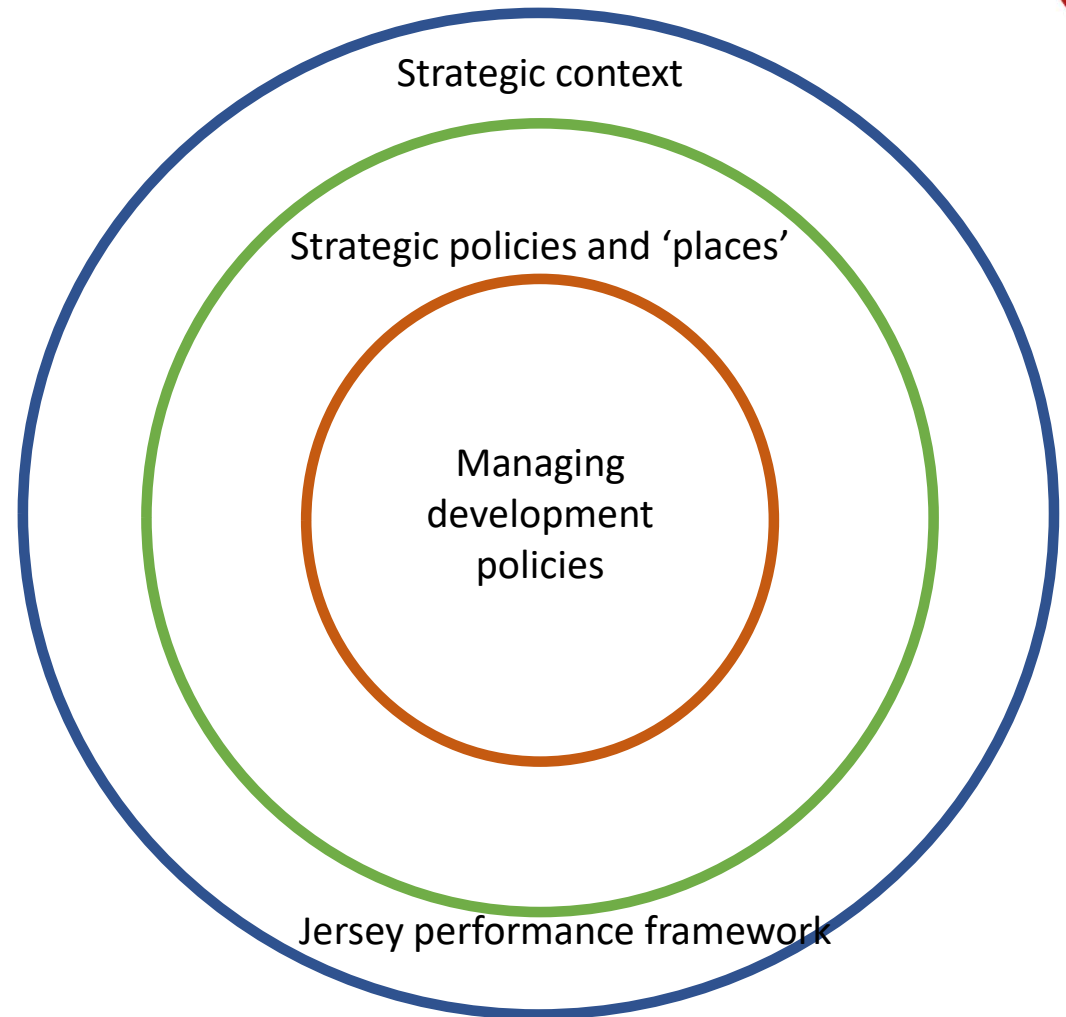 Strategic context
Strategic policies and ‘places’
Managing
development
policies
Jersey performance framework